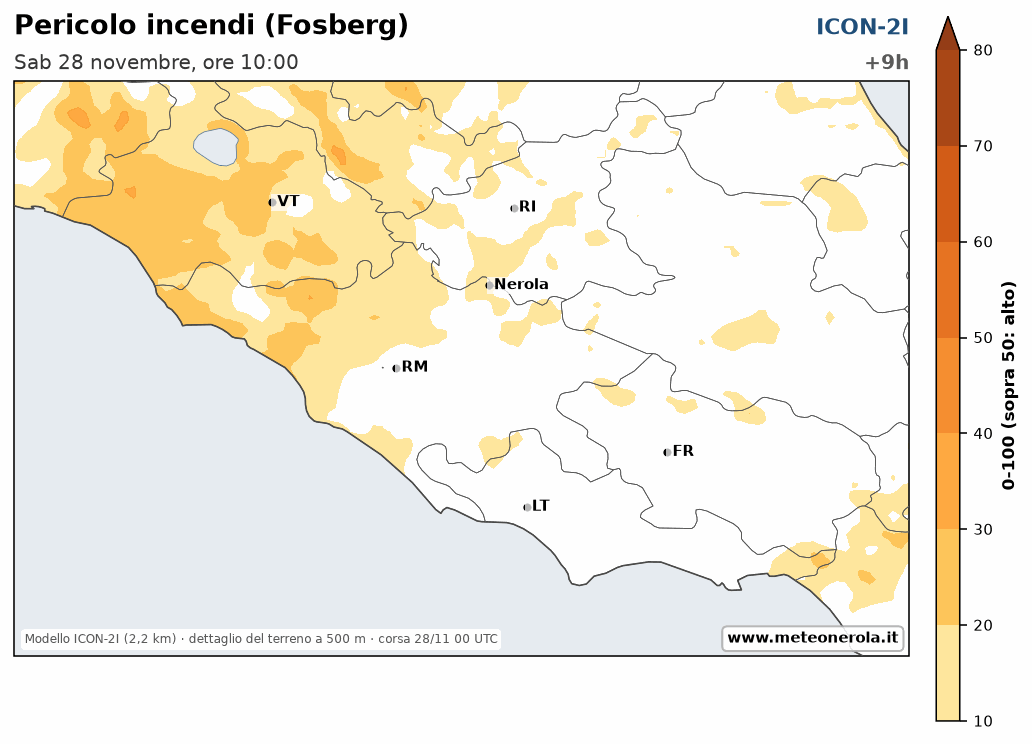 Pericolo incendi (Fosberg)
ICON-2I
Sab 28 novembre, ore 10:00
+9h
VT
RI
Nerola
RM
FR
LT
Modello ICON-2I (2,2 km) · dettaglio del terreno a 500 m · corsa 28/11 00 UTC
www.meteonerola.it
80
70
60
50
40
30
20
10
0-100 (sopra 50: alto)